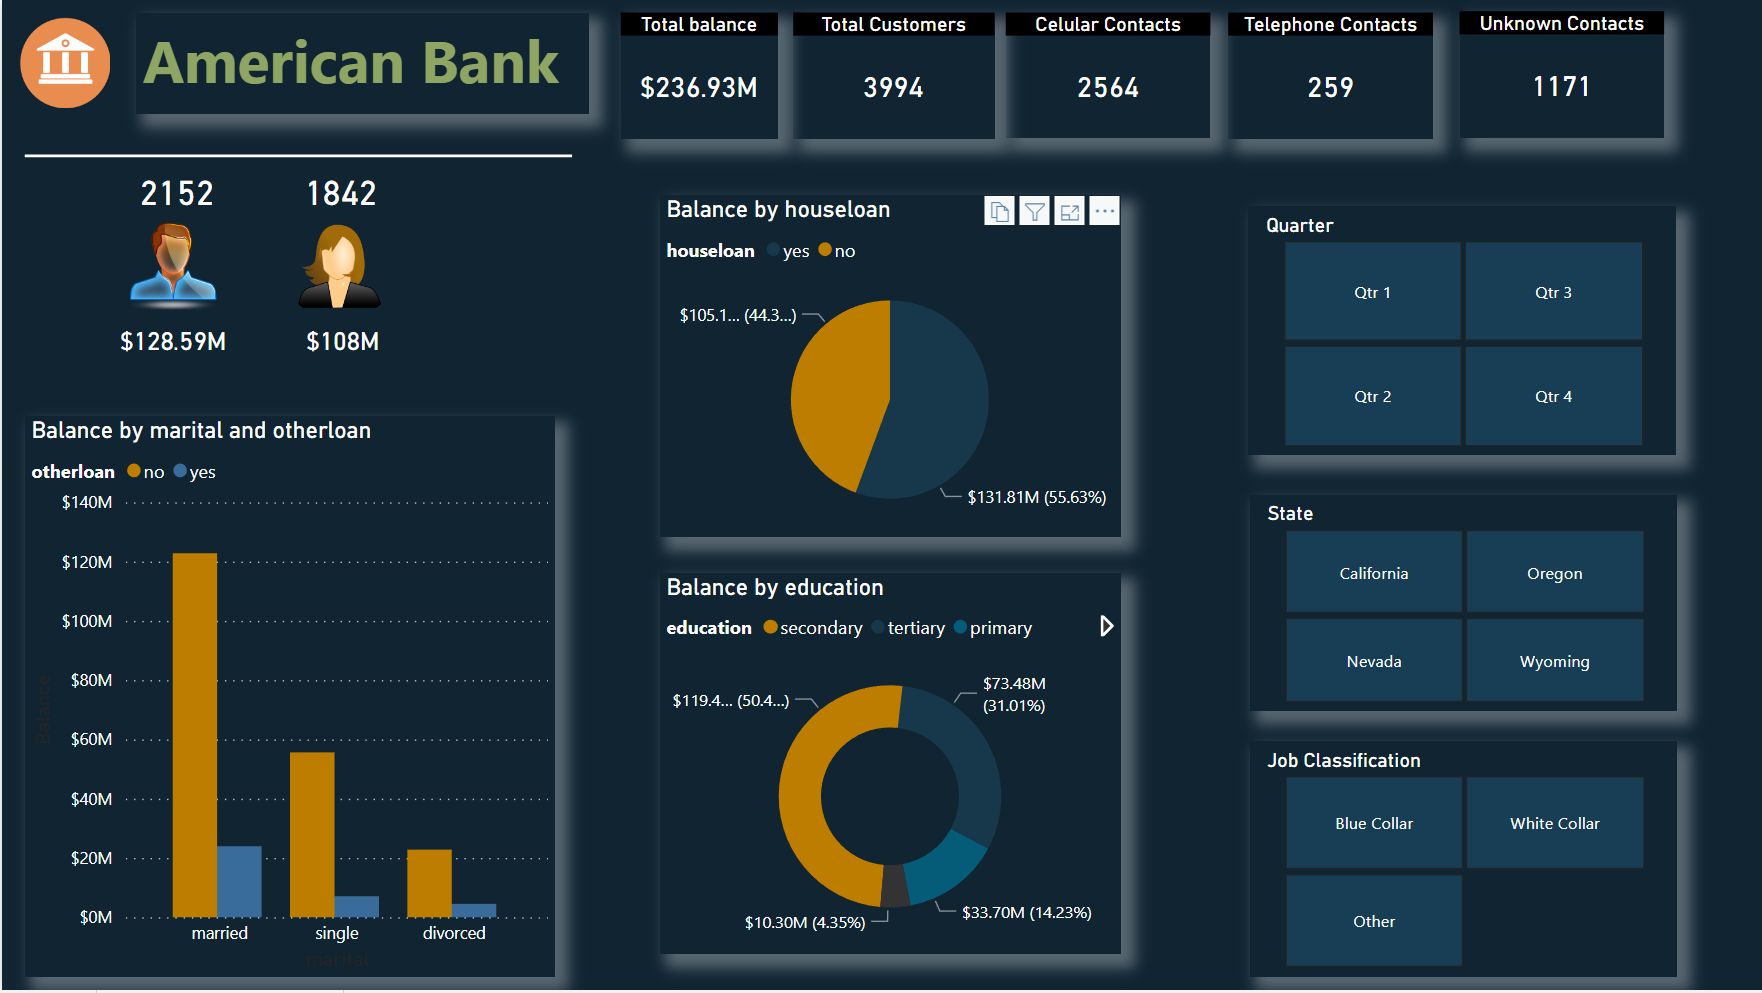 American Bank
Total balance
$236.93M
Total Customers
3994
Celular Contacts
2564
Telephone Contacts
259
Unknown Contacts
1171
2152
1842
$128.59M
$108M
Balance by marital and otherloan
otherloan no yes
$140M
$120M
$100M
$80M
$60M
$40M
$20M
$0M
Balance
married single divorced
marital
Balance by houseloan
houseloan yes no
$105.1... (44.3...)
$131.81M (55.63%)
Balance by education
education secondary tertiary primary
$119.4... (50.4...)
$73.48M
(31.01%)
$33.70M (14.23%)
$10.30M (4.35%)
Quarter
Qtr 1 Qtr 3
Qtr 2 Qtr 4
State
California Oregon
Nevada Wyoming
Job Classification
Blue Collar White Collar
Other